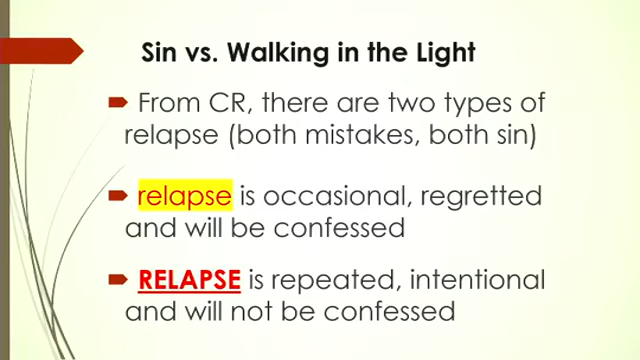 Sin vs. Walking in the Light
From CR, there are two types of
relapse (both mistakes, both sin)
relapse is occasional, regretted
and will be confessed
RELAPSE is repeated, intentional
and will not be confessed